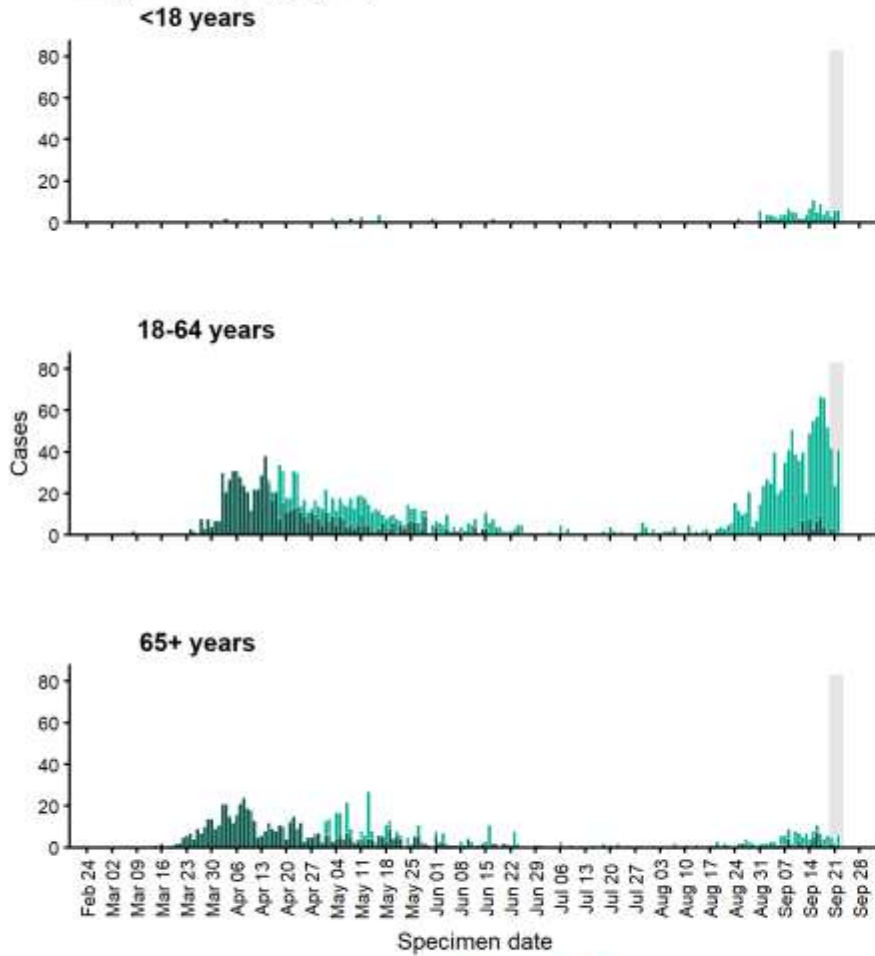 <18 years
80
60
40
20
0
18-64 years
80
60
40
20
0
Cases
65+ years
80
60
40
20
0
Feb 24
Mar 02
Mar 09
Mar 16
Mar 23
Mar 30
Apr 06
Apr 13
Apr 20
Apr 27
May 04
May 11
May 18
May 25
Jun 01
Jun 08
Jun 15
Jun 22
Jun 29
Jul 06
Jul 13
Jul 20
Jul 27
Aug 03
Aug 10
Aug 17
Aug 24
Aug 31
Sep 07
Sep 14
Sep 21
Sep 28
Specimen date